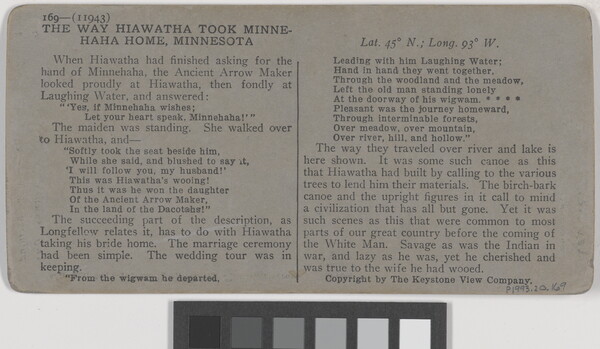 169—(11943)
THE WAY HIAWATHA TOOK MINNE-
HAHA HOME, MINNESOTA
When Hiawatha had finished asking for the
hand of Minnehaha, the Ancient Arrow Maker
looked proudly at Hiawatha, then fondly at
Laughing Water, and answered:
"'Yes, if Minnehaha wishes;
Let your heart speak, Minnehaha!'"
The maiden was standing. She walked over
to Hiawatha, and—
"Softly took the seat beside him,
While she said, and blushed to say it,
'I will follow you, my husband!'
This was Hiawatha's wooing!
Thus it was he won the daughter
Of the Ancient Arrow Maker,
In the land of the Dacotahs!"
The succeeding part of the description, as
Longfellow relates it, has to do with Hiawatha
taking his bride home. The marriage ceremony
had been simple. The wedding tour was in
keeping.
"From the wigwam he departed,
Lat. 45° N.; Long. 93° W.
Leading with him Laughing Water;
Hand in hand they went together,
Through the woodland and the meadow,
Left the old man standing lonely
At the doorway of his wigwam. * * * *
Pleasant was the journey homeward,
Through interminable forests,
Over meadow, over mountain,
Over river, hill, and hollow."
The way they traveled over river and lake is
here shown. It was some such canoe as this
that Hiawatha had built by calling to the various
trees to lend him their materials. The birch-bark
canoe and the upright figures in it call to mind
a civilization that has all but gone. Yet it was
such scenes as this that were common to most
parts of our great country before the coming of
the White Man. Savage as was the Indian in
war, and lazy as he was, yet he cherished and
was true to the wife he had wooed.
Copyright by The Keystone View Company.
P1993.20.169